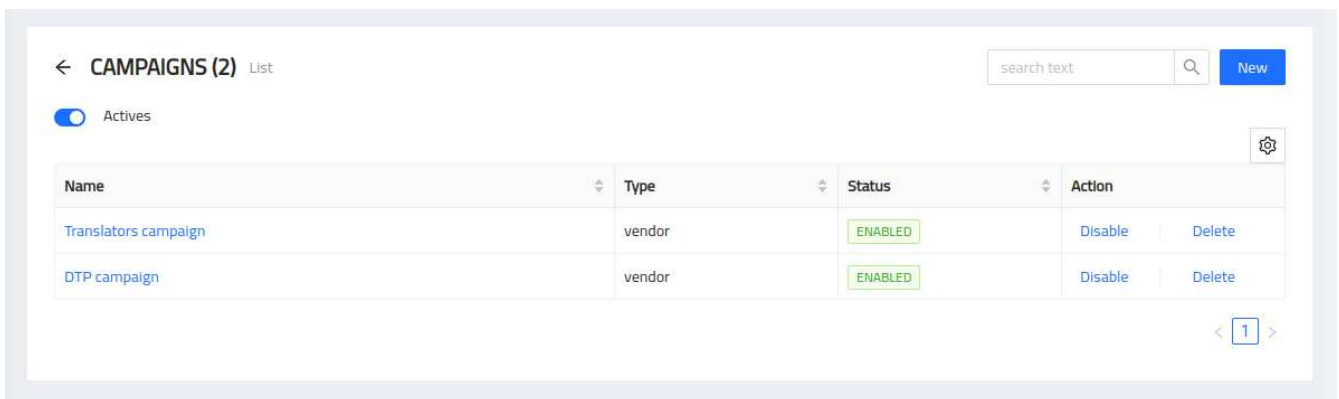 CAMPAIGNS (2) List
search text
New
Actives
Name Type Status Action
Translators campaign vendor ENABLED Disable Delete
DTP campaign vendor ENABLED Disable Delete
< 1 >